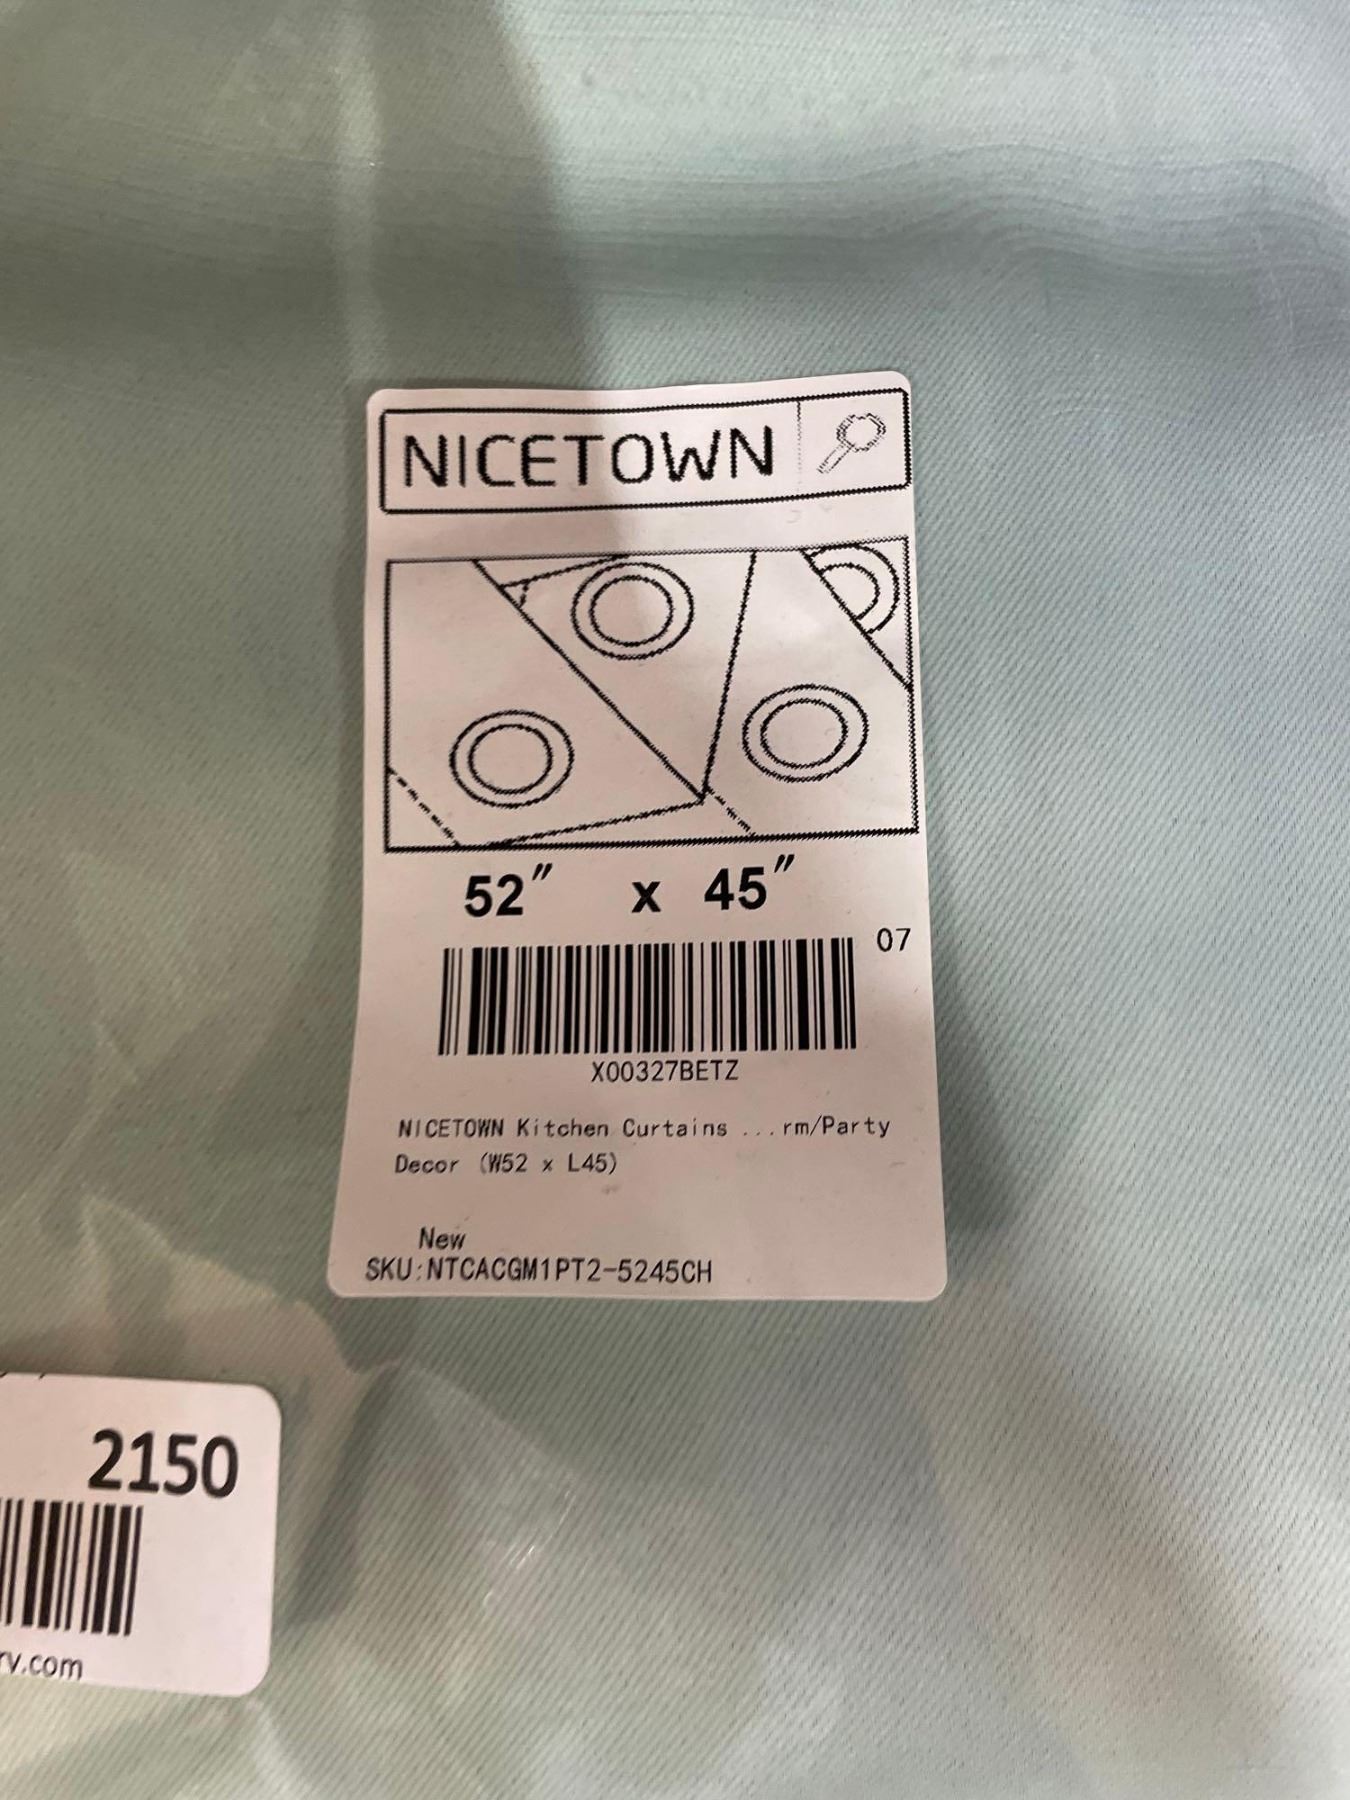 NICETOWN
52" x 45"
07
X00327BETZ
NICETOWN Kitchen Curtains ...rm/Party
Decor (W52 x L45)
New
SKU:NTCACGM1PT2-5245CH
2150
rv.com